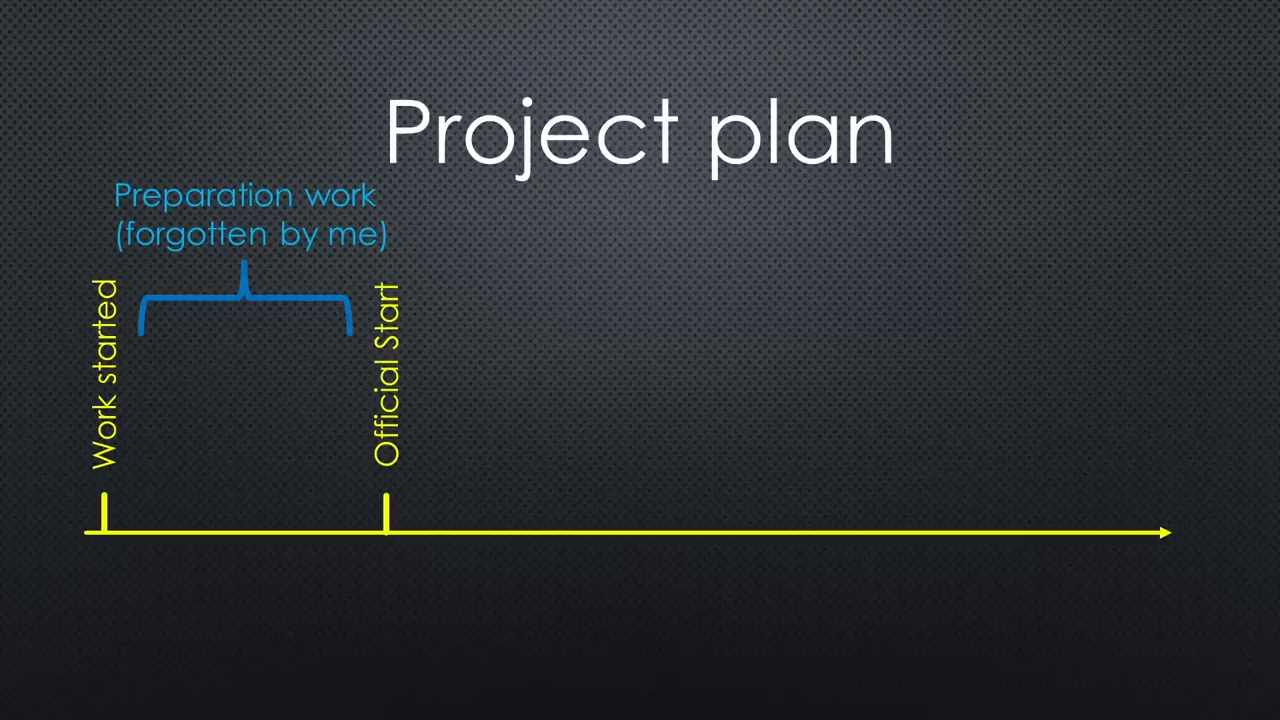 Project plan
Preparation work
(forgotten by me)
Work started
Official Start